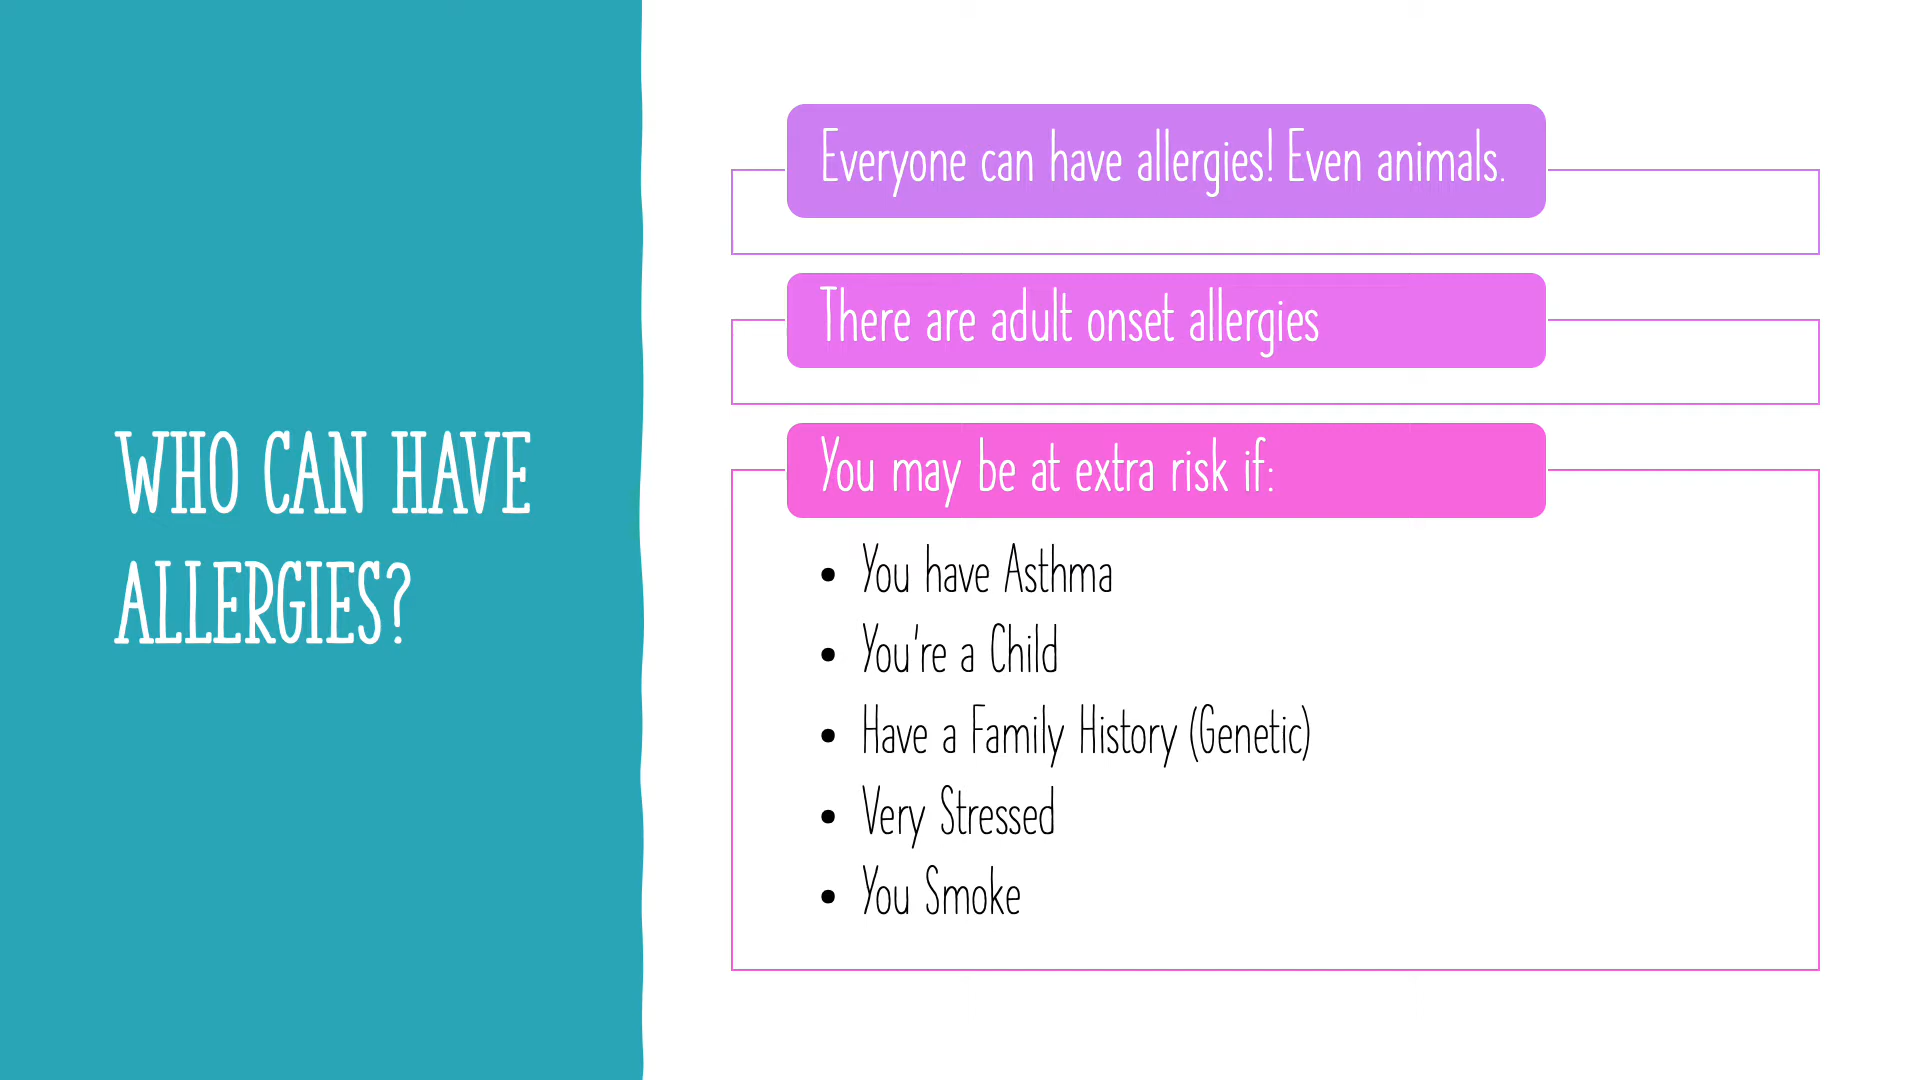 WHO CAN HAVE
ALLERGIES?
Everyone can have allergies! Even animals.
There are adult onset allergies
You may be at extra risk if:
• You have Asthma
• You're a Child
• Have a Family History (Genetic)
• Very Stressed
• You Smoke